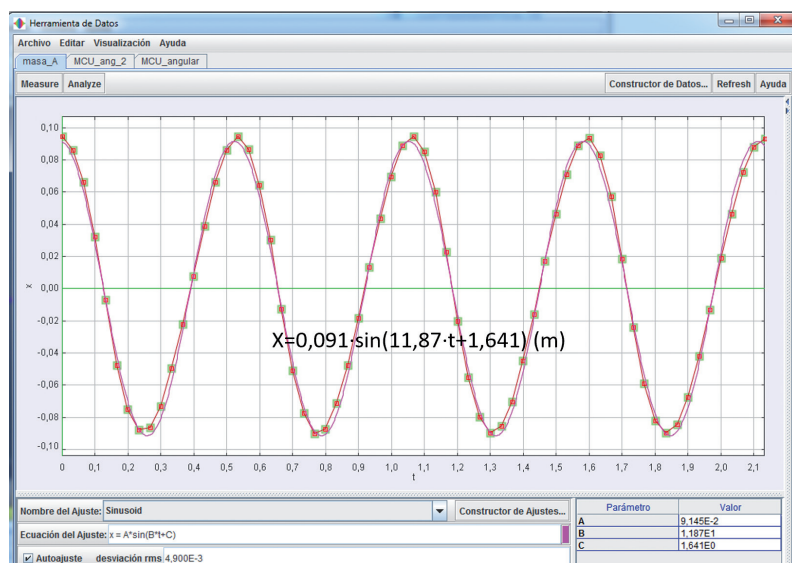 Herramienta de Datos
Archivo Editar Visualización Ayuda
masa_A MCU_ang_2 MCU_angular
Measure Analyze Constructor de Datos... Refresh Ayuda
0,10
0,08
0,06
0,04
0,02
0,00
-0,02
-0,04
-0,06
-0,08
-0,10
x
X=0,091·sin(11,87·t+1,641) (m)
0 0,1 0,2 0,3 0,4 0,5 0,6 0,7 0,8 0,9 1,0 1,1 1,2 1,3 1,4 1,5 1,6 1,7 1,8 1,9 2,0 2,1
t
Nombre del Ajuste: Sinusoid Constructor de Ajustes...
Ecuación del Ajuste: x = A*sin(B*t+C)
Autoajuste desviación rms 4,900E-3
Parámetro Valor
A 9,145E-2
B 1,187E1
C 1,641E0